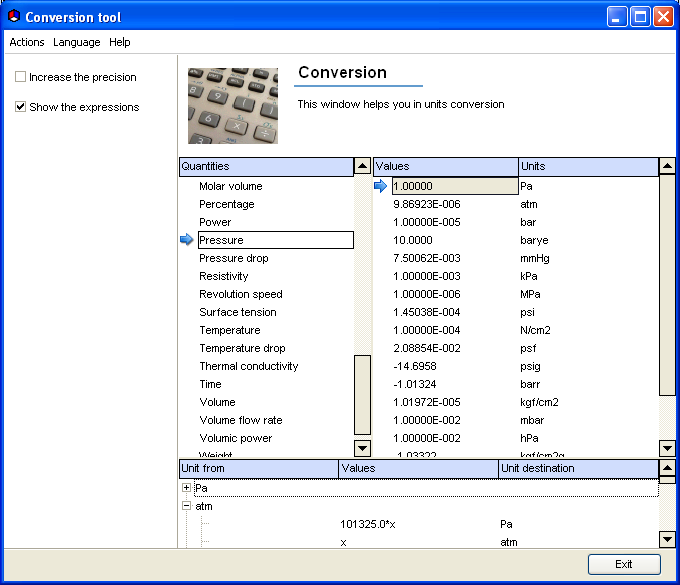 Conversion tool
Actions Language Help
Increase the precision
Show the expressions
Conversion
This window helps you in units conversion
Quantities
Molar volume
Percentage
Power
Pressure
Pressure drop
Resistivity
Revolution speed
Surface tension
Temperature
Temperature drop
Thermal conductivity
Time
Volume
Volume flow rate
Volumic power
Weight
Values Units
1.00000 Pa
9.86923E-006 atm
1.00000E-005 bar
10.0000 barye
7.50062E-003 mmHg
1.00000E-003 kPa
1.00000E-006 MPa
1.45038E-004 psi
1.00000E-004 N/cm2
2.08854E-002 psf
-14.6958 psig
-1.01324 barr
1.01972E-005 kgf/cm2
1.00000E-002 mbar
1.00000E-002 hPa
-1.03322 kgf/cm2g
Unit from Values Unit destination
Pa
atm
101325.0*x Pa
x atm
Exit